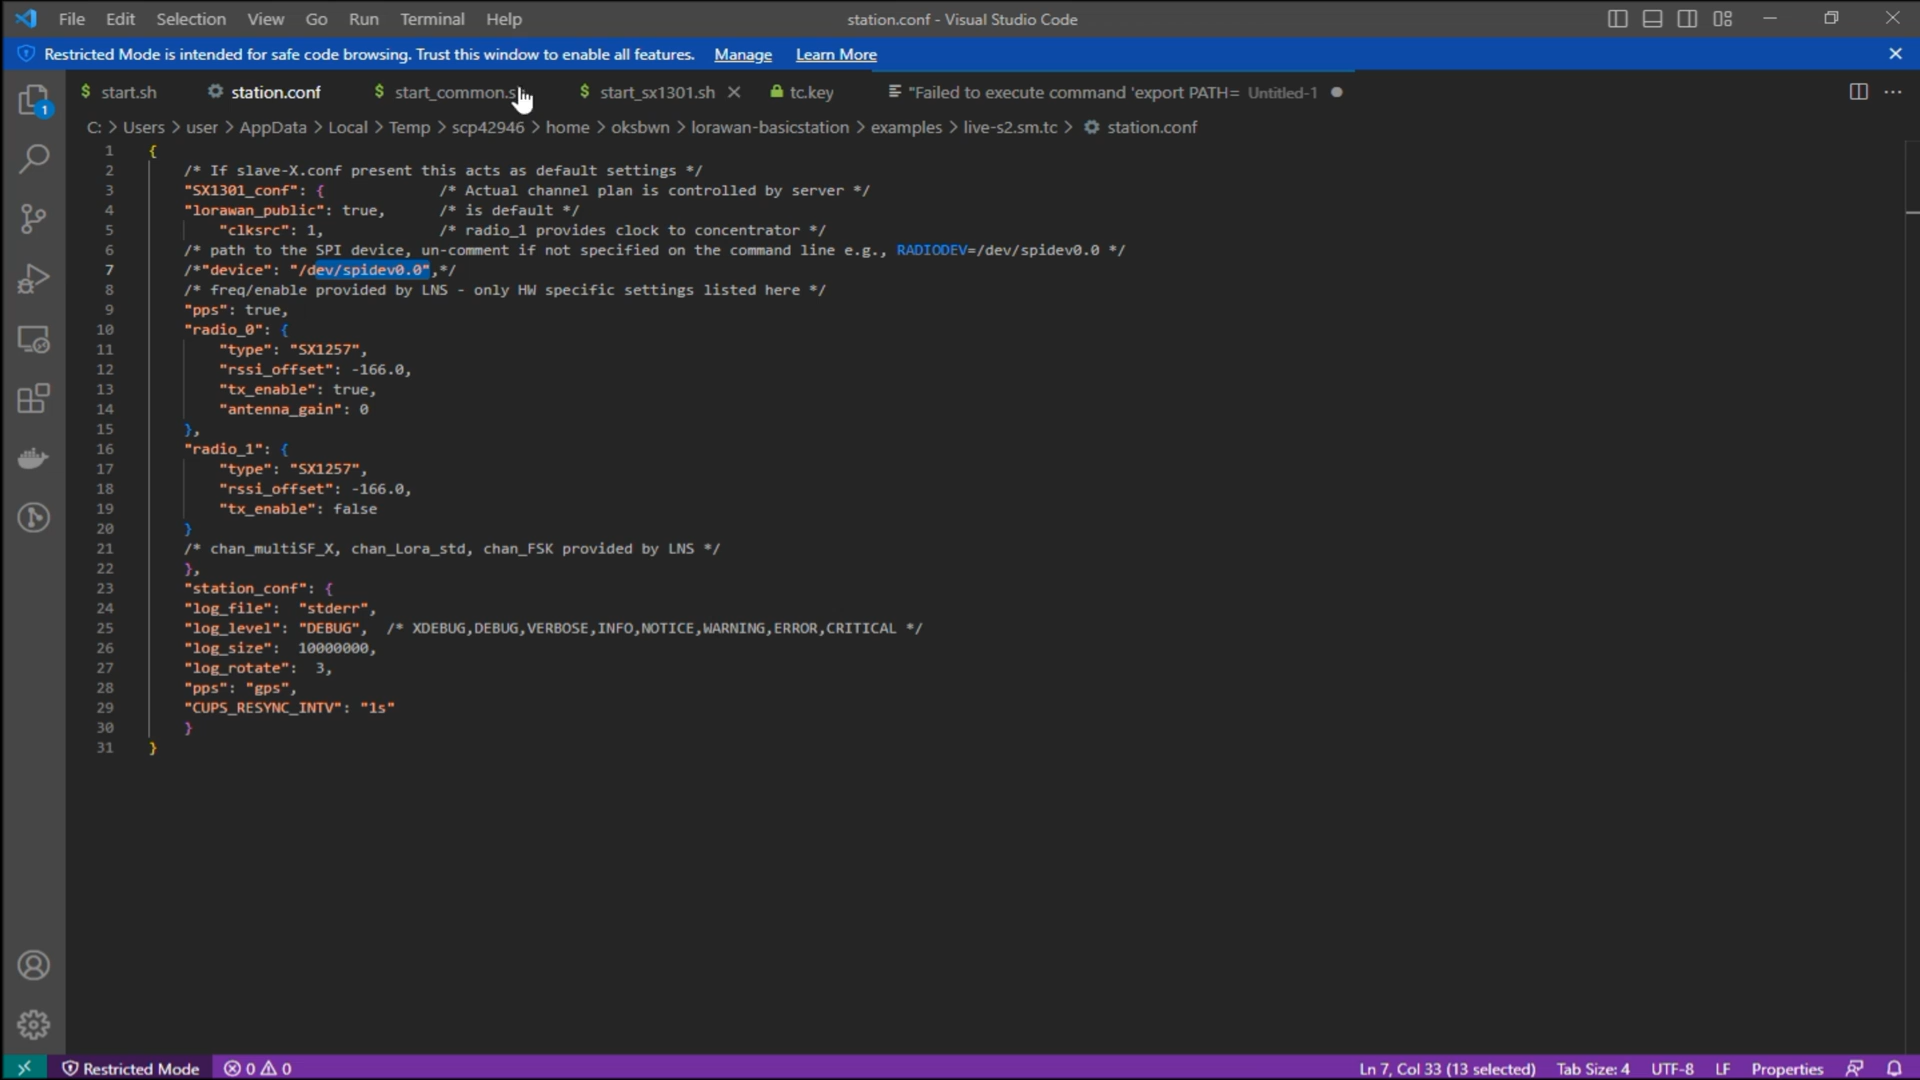 File Edit Selection View Go Run Terminal Help
station.conf - Visual Studio Code
Restricted Mode is intended for safe code browsing. Trust this window to enable all features. Manage Learn More
1
$ start.sh station.conf $ start_common.s $ start_sx1301.sh tc.key "Failed to execute command 'export PATH= Untitled-1
C: > Users > user > AppData > Local > Temp > scp42946 > home > oksbwn > lorawan-basicstation > examples > live-s2.sm.tc > station.conf
1 {
2 /* If slave-X.conf present this acts as default settings */
3 "SX1301_conf": { /* Actual channel plan is controlled by server */
4 "lorawan_public": true, /* is default */
5 "clksrc": 1, /* radio_1 provides clock to concentrator */
6 /* path to the SPI device, un-comment if not specified on the command line e.g., RADIODEV=/dev/spidev0.0 */
7 /*"device": "/dev/spidev0.0",*/
8 /* freq/enable provided by LNS - only HW specific settings listed here */
9 "pps": true,
10 "radio_0": {
11 "type": "SX1257",
12 "rssi_offset": -166.0,
13 "tx_enable": true,
14 "antenna_gain": 0
15 },
16 "radio_1": {
17 "type": "SX1257",
18 "rssi_offset": -166.0,
19 "tx_enable": false
20 }
21 /* chan_multiSF_X, chan_Lora_std, chan_FSK provided by LNS */
22 },
23 "station_conf": {
24 "log_file": "stderr",
25 "log_level": "DEBUG", /* XDEBUG,DEBUG,VERBOSE,INFO,NOTICE,WARNING,ERROR,CRITICAL */
26 "log_size": 10000000,
27 "log_rotate": 3,
28 "pps": "gps",
29 "CUPS_RESYNC_INTV": "1s"
30 }
31 }
Restricted Mode 0 0 Ln 7, Col 33 (13 selected) Tab Size: 4 UTF-8 LF Properties